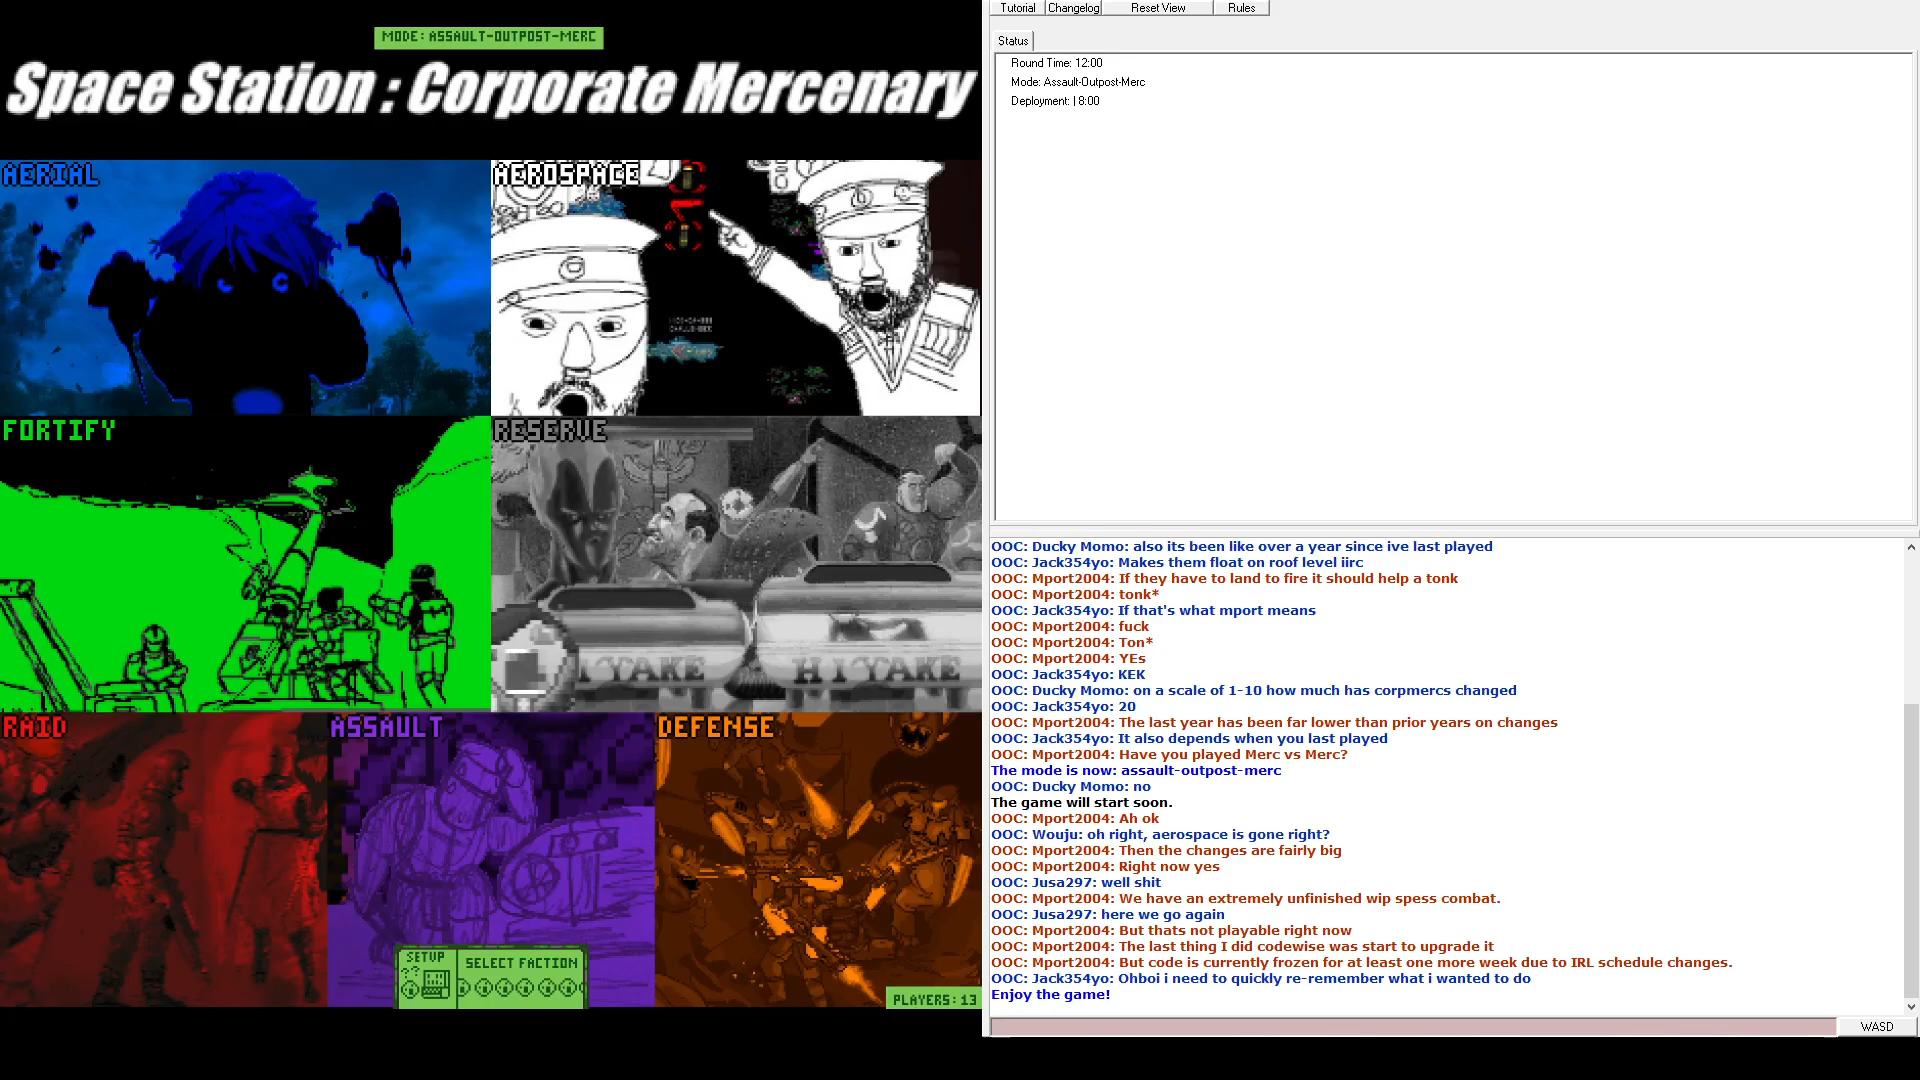 MODE: ASSAULT-OUTPOST-MERC
Space Station : Corporate Mercenary
AERIAL
AEROSPACE
FORTIFY
RESERVE
HITAKE
RAID
ASSAULT
DEFENSE
SETUP
SELECT FACTION
PLAYERS: 13
Tutorial
Changelog
Reset View
Rules
Status
Round Time: 12:00
Mode: Assault-Outpost-Merc
Deployment: | 8:00
OOC: Ducky Momo: also its been like over a year since ive last played
OOC: Jack354yo: Makes them float on roof level iirc
OOC: Mport2004: If they have to land to fire it should help a tonk
OOC: Mport2004: tonk*
OOC: Jack354yo: If that's what mport means
OOC: Mport2004: fuck
OOC: Mport2004: Ton*
OOC: Mport2004: YEs
OOC: Jack354yo: KEK
OOC: Ducky Momo: on a scale of 1-10 how much has corpmercs changed
OOC: Jack354yo: 20
OOC: Mport2004: The last year has been far lower than prior years on changes
OOC: Jack354yo: It also depends when you last played
OOC: Mport2004: Have you played Merc vs Merc?
The mode is now: assault-outpost-merc
OOC: Ducky Momo: no
The game will start soon.
OOC: Mport2004: Ah ok
OOC: Wouju: oh right, aerospace is gone right?
OOC: Mport2004: Then the changes are fairly big
OOC: Mport2004: Right now yes
OOC: Jusa297: well shit
OOC: Mport2004: We have an extremely unfinished wip spess combat.
OOC: Jusa297: here we go again
OOC: Mport2004: But thats not playable right now
OOC: Mport2004: The last thing I did codewise was start to upgrade it
OOC: Mport2004: But code is currently frozen for at least one more week due to IRL schedule changes.
OOC: Jack354yo: Ohboi i need to quickly re-remember what i wanted to do
Enjoy the game!
WASD